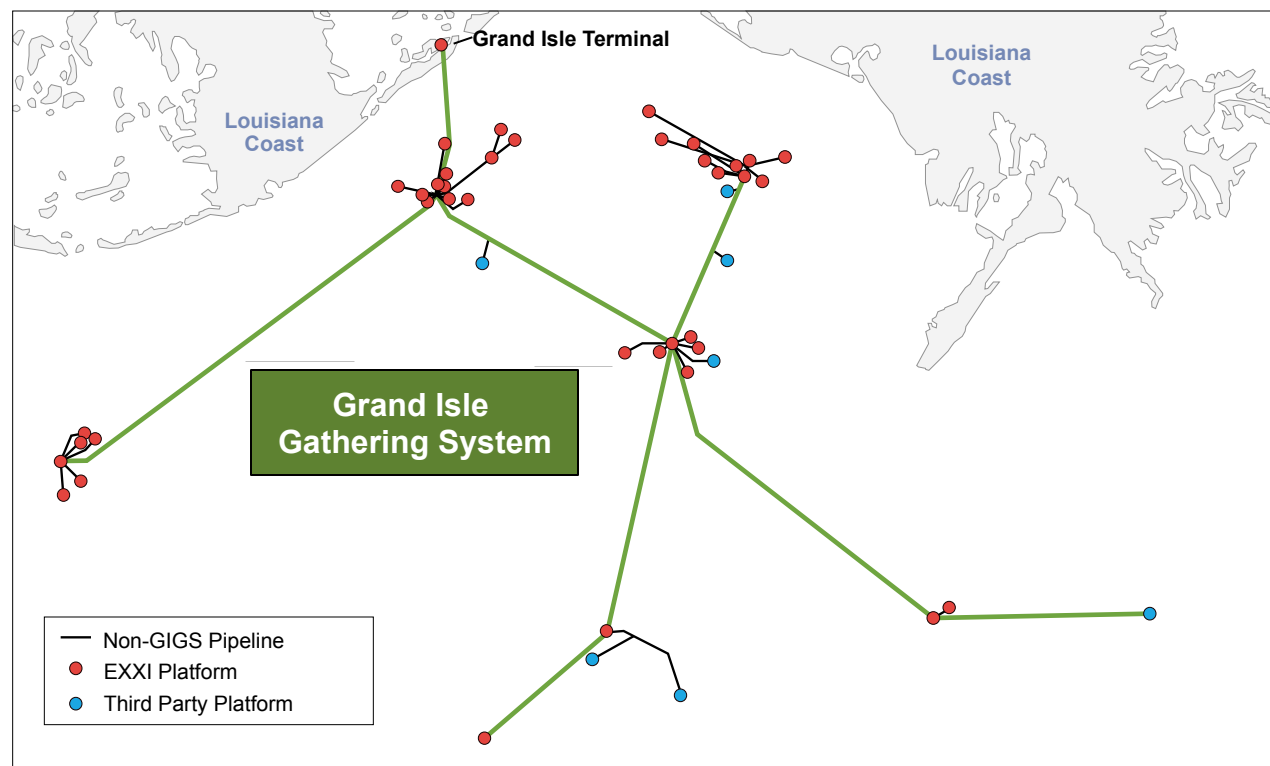 Grand Isle Terminal
Louisiana
Coast
Louisiana
Coast
Grand Isle
Gathering System
Non-GIGS Pipeline
EXXI Platform
Third Party Platform